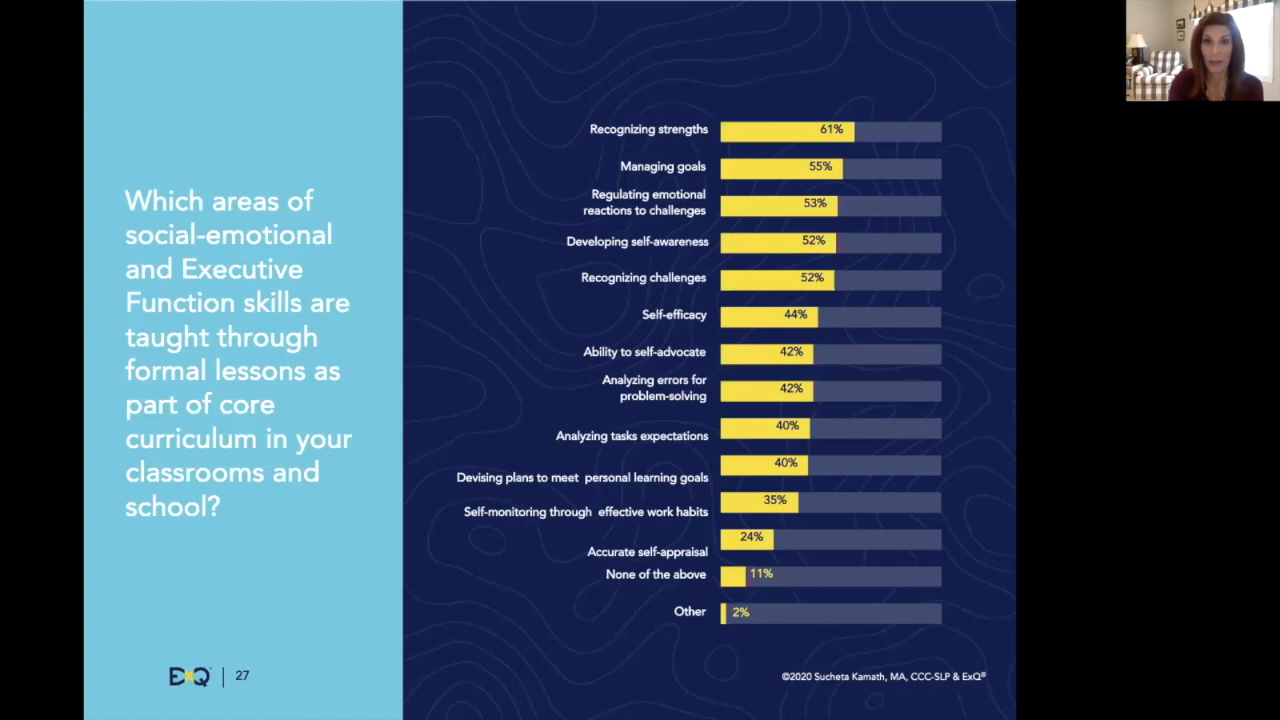 Which areas of
social-emotional
and Executive
Function skills are
taught through
formal lessons as
part of core
curriculum in your
classrooms and
school?
Recognizing strengths 61%
Managing goals 55%
Regulating emotional
reactions to challenges 53%
Developing self-awareness 52%
Recognizing challenges 52%
Self-efficacy 44%
Ability to self-advocate 42%
Analyzing errors for
problem-solving 42%
Analyzing tasks expectations 40%
Devising plans to meet personal learning goals 40%
Self-monitoring through effective work habits 35%
Accurate self-appraisal 24%
None of the above 11%
Other 2%
ExQ | 27
©2020 Sucheta Kamath, MA, CCC-SLP & ExQ®